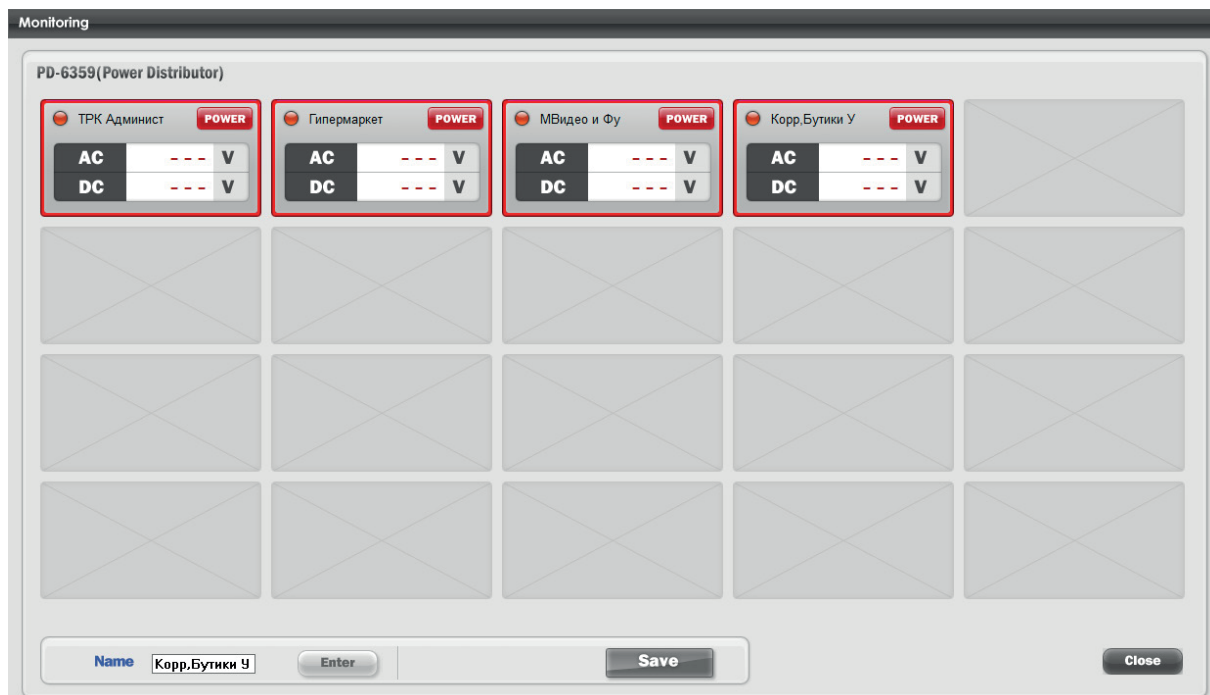 Monitoring
PD-6359(Power Distributor)
ТРК Админист POWER
AC --- V
DC --- V
Гипермаркет POWER
AC --- V
DC --- V
МВидео и Фу POWER
AC --- V
DC --- V
Корр,Бутики У POWER
AC --- V
DC --- V
Name Корр,Бутики У Enter Save Close